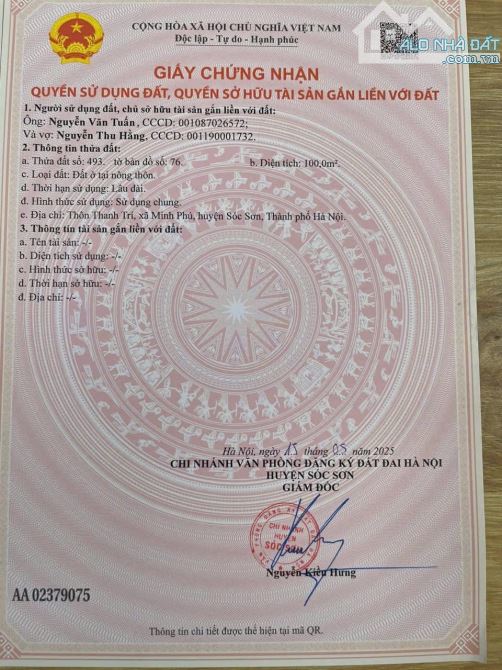 CỘNG HÒA XÃ HỘI CHỦ NGHĨA VIỆT NAM
Độc lập - Tự do - Hạnh phúc
ALO NHÀ ĐẤT
.com.vn
GIẤY CHỨNG NHẬN
QUYỀN SỬ DỤNG ĐẤT, QUYỀN SỞ HỮU TÀI SẢN GẮN LIỀN VỚI ĐẤT
1. Người sử dụng đất, chủ sở hữu tài sản gắn liền với đất:
Ông: Nguyễn Văn Tuấn, CCCD: 001087026572;
Và vợ: Nguyễn Thu Hằng, CCCD: 001190001732.
2. Thông tin thửa đất:
a. Thửa đất số: 493. tờ bản đồ số: 76. b. Diện tích: 100,0m².
c. Loại đất: Đất ở tại nông thôn.
d. Thời hạn sử dụng: Lâu dài.
đ. Hình thức sử dụng: Sử dụng chung.
e. Địa chỉ: Thôn Thanh Trí, xã Minh Phú, huyện Sóc Sơn, Thành phố Hà Nội.
3. Thông tin tài sản gắn liền với đất:
a. Tên tài sản: -/-
b. Diện tích sử dụng: -/-
c. Hình thức sở hữu: -/-
d. Thời hạn sở hữu: -/-
đ. Địa chỉ: -/-
Hà Nội, ngày 15 tháng 05 năm 2025
CHI NHÁNH VĂN PHÒNG ĐĂNG KÝ ĐẤT ĐAI HÀ NỘI
HUYỆN SÓC SƠN
GIÁM ĐỐC
CHI NHÁNH
HUYỆN
SÓC SƠN
Nguyễn Kiều Hưng
AA 02379075
Thông tin chi tiết được thể hiện tại mã QR.